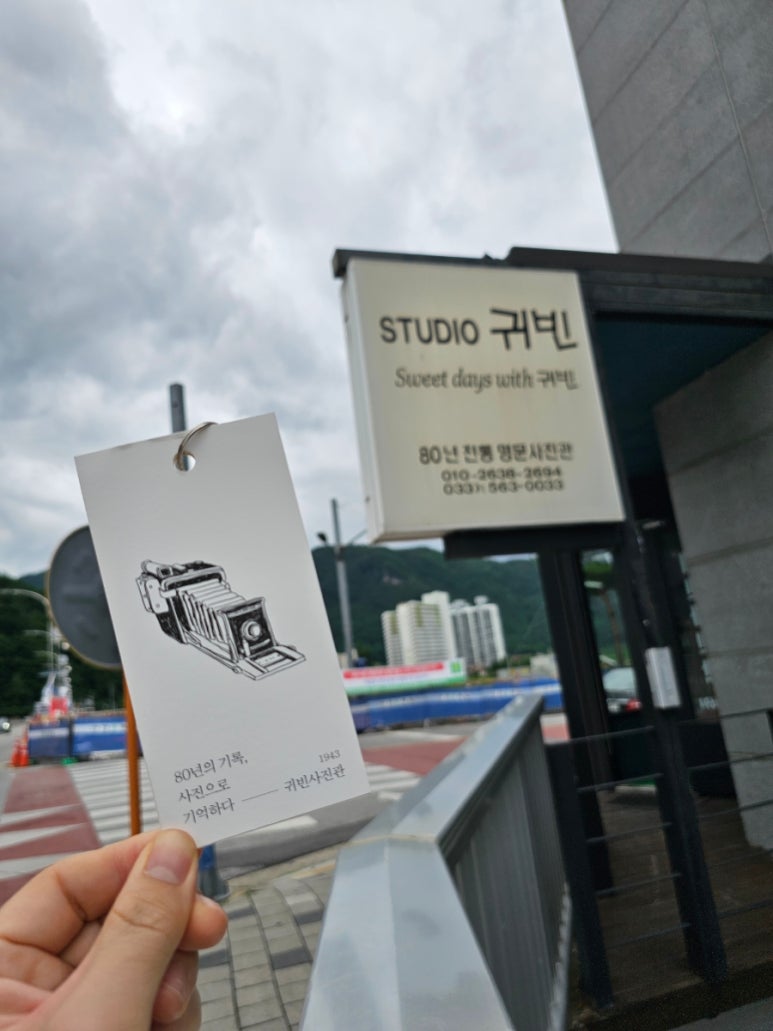 STUDIO 귀빈
Sweet days with 귀빈
80년 전통 명문사진관
010-2638-2694
033) 563-0033
80년의 기록,
사진으로
기억하다
1943
귀빈사진관